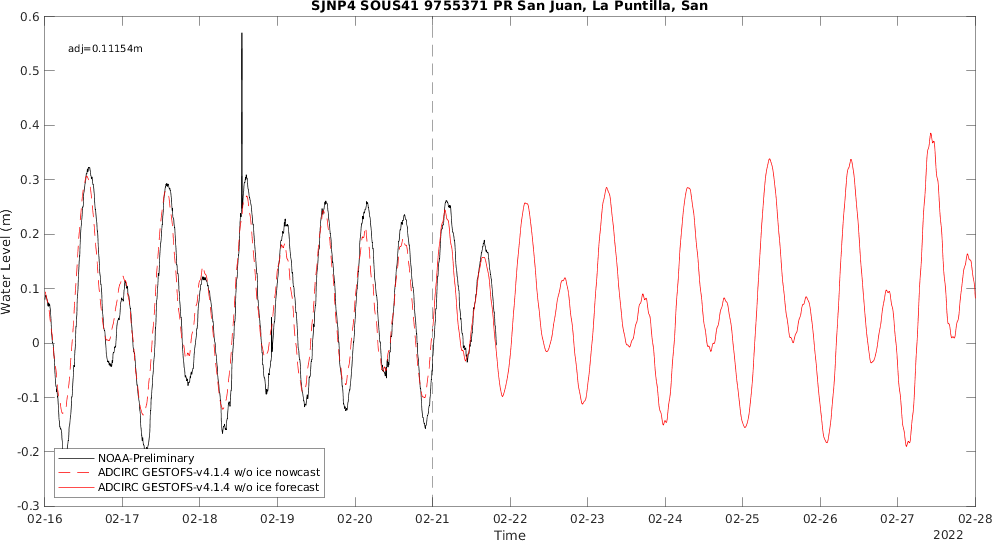 SJNP4 SOUS41 9755371 PR San Juan, La Puntilla, San
adj=0.11154m
0.6
0.5
0.4
0.3
0.2
0.1
0
-0.1
-0.2
-0.3
Water Level (m)
NOAA-Preliminary
ADCIRC GESTOFS-v4.1.4 w/o ice nowcast
ADCIRC GESTOFS-v4.1.4 w/o ice forecast
02-16 02-17 02-18 02-19 02-20 02-21 02-22 02-23 02-24 02-25 02-26 02-27 02-28
Time
2022